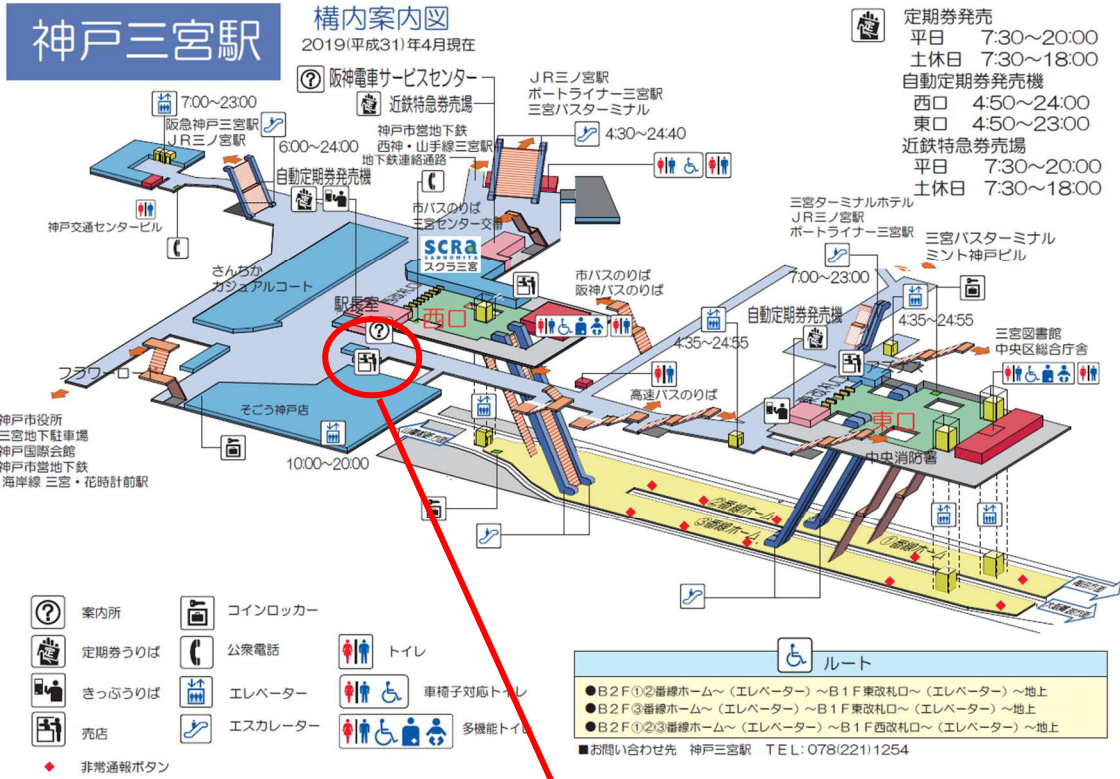 神戸三宮駅
構内案内図
2019(平成31)年4月現在
定期券発売
平日 7:30～20:00
土休日 7:30～18:00
自動定期券発売機
西口 4:50～24:00
東口 4:50～23:00
近鉄特急券売場
平日 7:30～20:00
土休日 7:30～18:00
阪神電車サービスセンター
近鉄特急券売場
JR三ノ宮駅
ポートライナー三宮駅
三宮バスターミナル
4:30～24:40
7:00～23:00
阪急神戸三宮駅
JR三ノ宮駅
6:00～24:00
神戸市営地下鉄
西神・山手線三宮駅
地下鉄連絡通路
自動定期券発売機
神戸交通センタービル
市バスのりば
三宮センター交番
SCRa
SANNOMIYA
スクラ三宮
さんちか
カジュアルコート
駅長室
西口
市バスのりば
阪神バスのりば
三宮ターミナルホテル
JR三ノ宮駅
ポートライナー三宮駅
7:00～23:00
三宮バスターミナル
ミント神戸ビル
4:35～24:55
自動定期券発売機
4:35～24:55
三宮図書館
中央区総合庁舎
フラワーロー
高速バスのりば
東口
中央消防署
神戸市役所
三宮地下駐車場
神戸国際会館
神戸市営地下鉄
海岸線 三宮・花時計前駅
そごう神戸店
10:00～20:00
②番線ホーム
③番線ホーム
①番線ホーム
案内所
コインロッカー
定期券うりば
公衆電話
トイレ
きっぷうりば
エレベーター
車椅子対応トイレ
売店
エスカレーター
多機能トイレ
非常通報ボタン
ルート
●B2F①②番線ホーム～（エレベーター）～B1F東改札口～（エレベーター）～地上
●B2F③番線ホーム～（エレベーター）～B1F東改札口～（エレベーター）～地上
●B2F①②③番線ホーム～（エレベーター）～B1F西改札口～（エレベーター）～地上
■お問い合わせ先 神戸三宮駅 TEL:078(221)1254